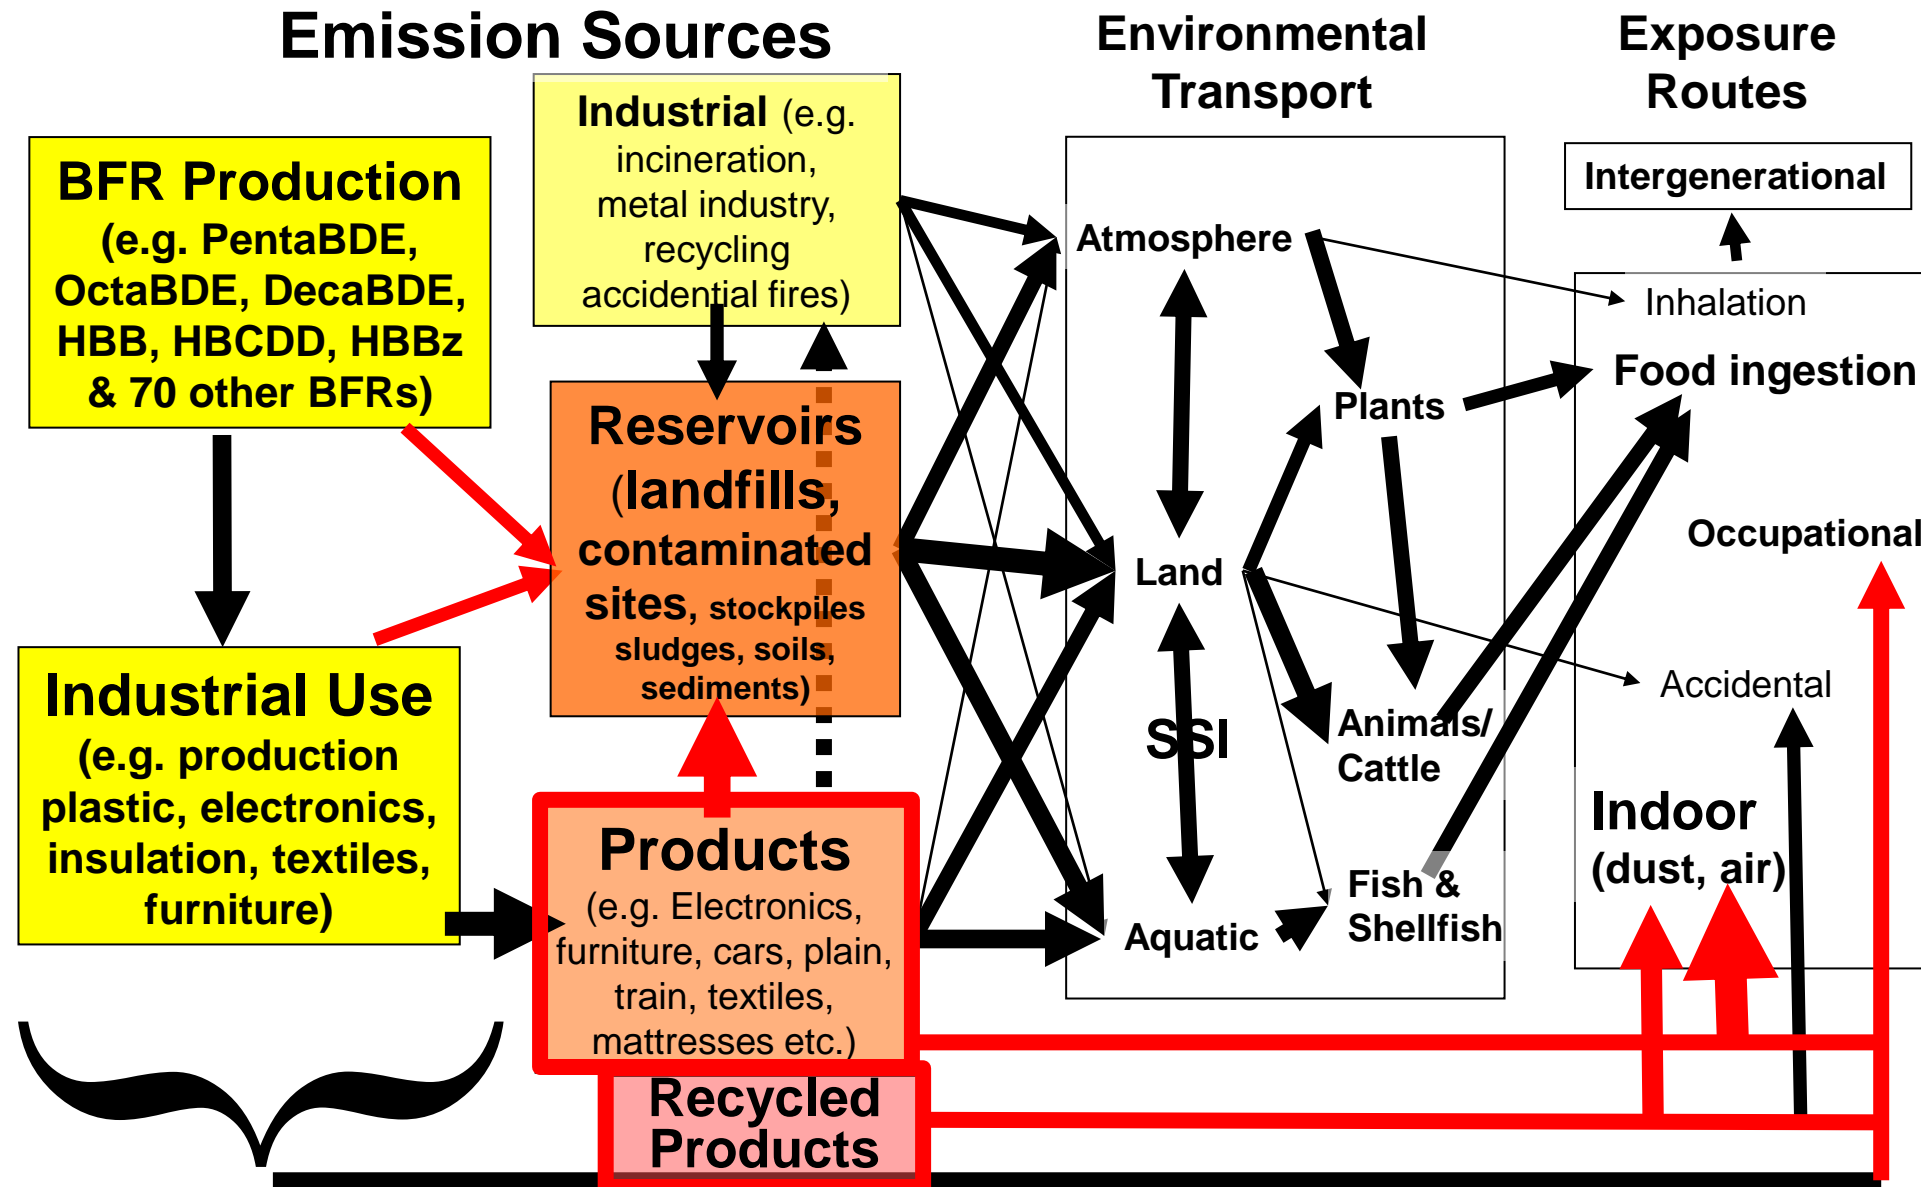 Emission Sources
Environmental
Transport
Exposure
Routes
BFR Production
(e.g. PentaBDE,
OctaBDE, DecaBDE,
HBB, HBCDD, HBBz
& 70 other BFRs)
Industrial Use
(e.g. production
plastic, electronics,
insulation, textiles,
furniture)
Industrial (e.g.
incineration,
metal industry,
recycling
accidential fires)
Reservoirs
(landfills,
contaminated
sites, stockpiles
sludges, soils,
sediments)
Products
(e.g. Electronics,
furniture, cars, plain,
train, textiles,
mattresses etc.)
Recycled
Products
Atmosphere
Plants
Land
SSI
Animals/
Cattle
Aquatic
Fish &
Shellfish
Intergenerational
Inhalation
Food ingestion
Occupational
Accidental
Indoor
(dust, air)